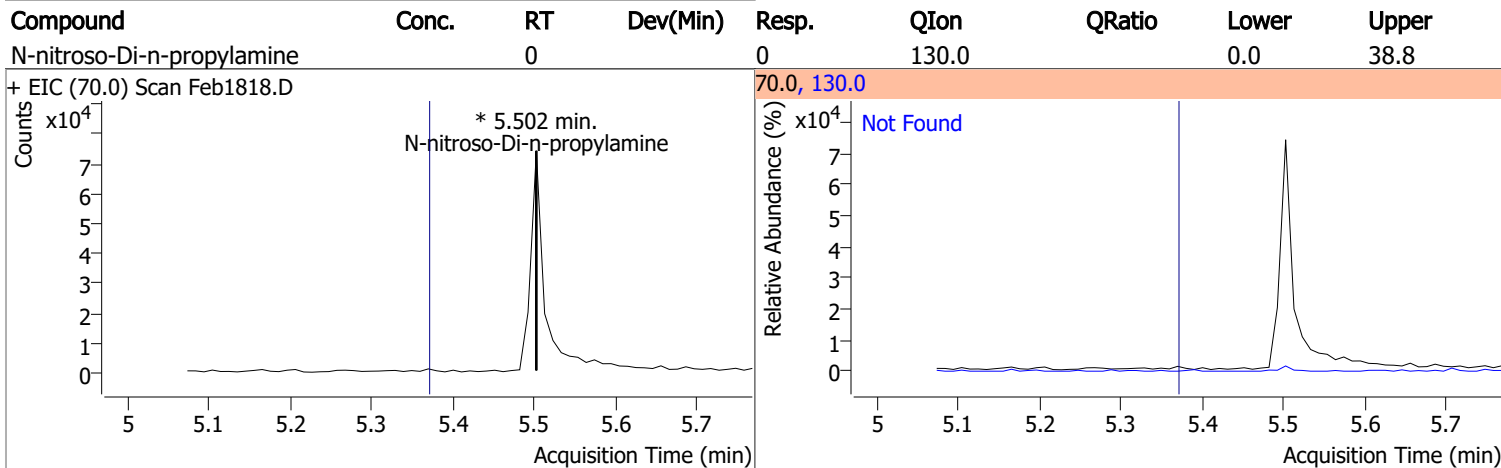 Compound Conc. RT Dev(Min) Resp. QIon QRatio Lower Upper
N-nitroso-Di-n-propylamine 0 0 130.0 0.0 38.8
+ EIC (70.0) Scan Feb1818.D
Counts
x10^4
* 5.502 min.
N-nitroso-Di-n-propylamine
7
6
5
4
3
2
1
0
5 5.1 5.2 5.3 5.4 5.5 5.6 5.7
Acquisition Time (min)
70.0, 130.0
Relative Abundance (%)
x10^4
Not Found
7
6
5
4
3
2
1
0
5 5.1 5.2 5.3 5.4 5.5 5.6 5.7
Acquisition Time (min)